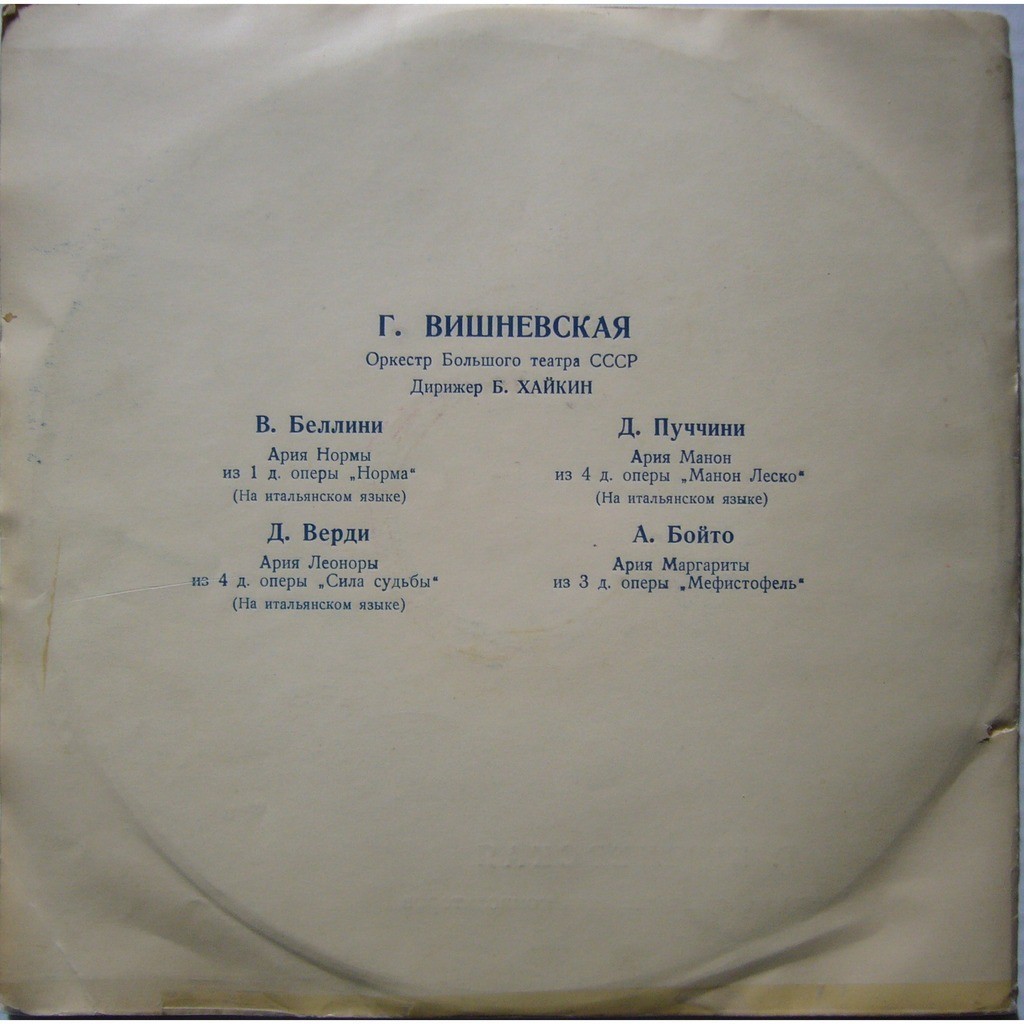 Г. ВИШНЕВСКАЯ
Оркестр Большого театра СССР
Дирижер Б. ХАЙКИН
В. Беллини
Ария Нормы
из 1 д. оперы „Норма“
(На итальянском языке)
Д. Верди
Ария Леоноры
из 4 д. оперы „Сила судьбы“
(На итальянском языке)
Д. Пуччини
Ария Манон
из 4 д. оперы „Манон Леско“
(На итальянском языке)
А. Бойто
Ария Маргариты
из 3 д. оперы „Мефистофель“